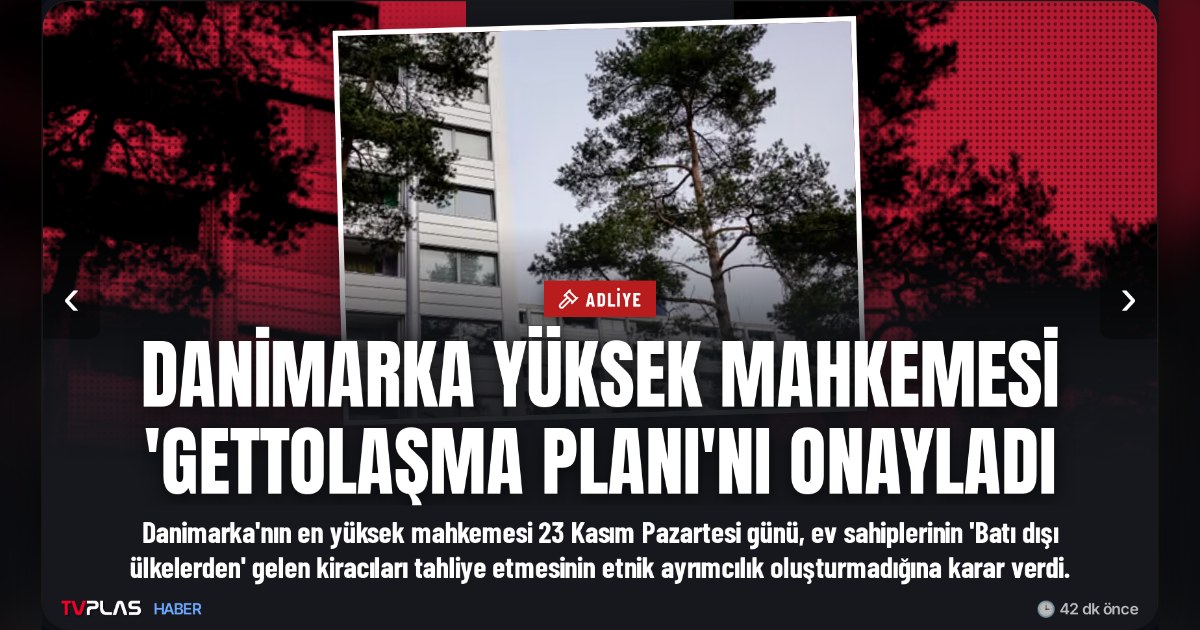 ADLİYE
DANİMARKA YÜKSEK MAHKEMESİ
'GETTOLAŞMA PLANI'NI ONAYLADI
Danimarka'nın en yüksek mahkemesi 23 Kasım Pazartesi günü, ev sahiplerinin 'Batı dışı
ülkelerden' gelen kiracıları tahliye etmesinin etnik ayrımcılık oluşturmadığına karar verdi.
TVPLAS HABER
42 dk önce